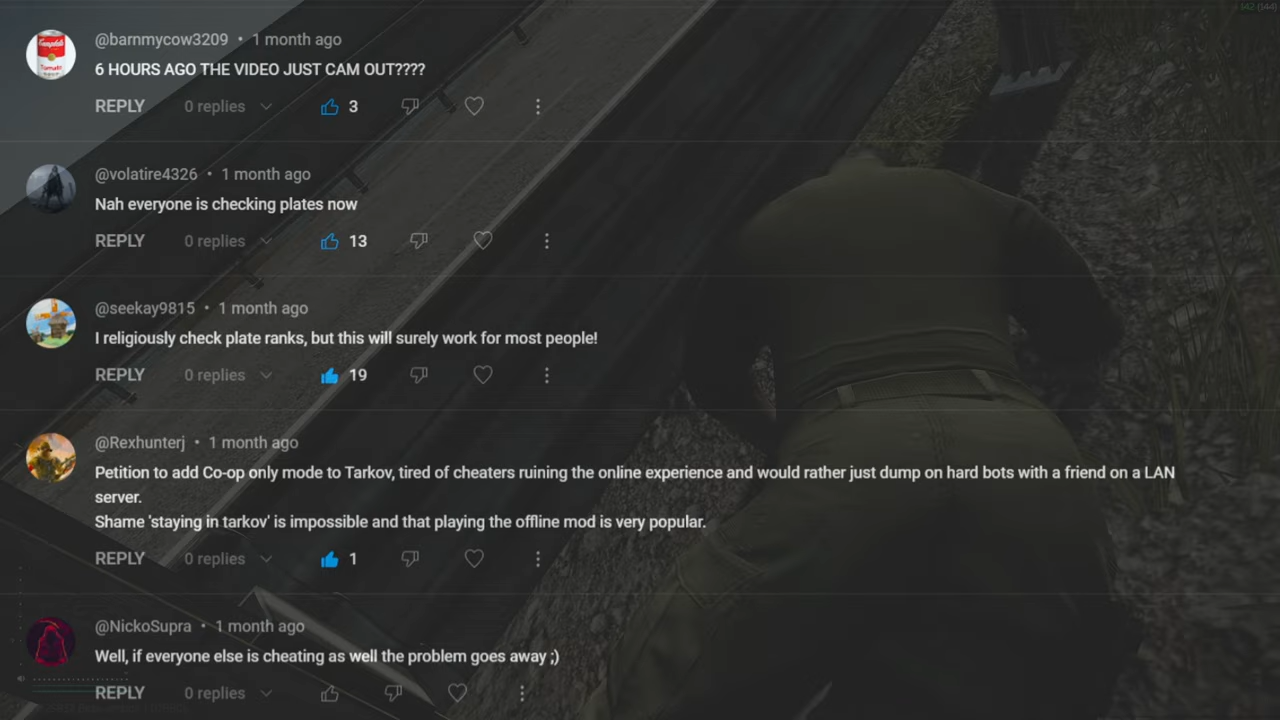 @barnmycow3209 • 1 month ago
6 HOURS AGO THE VIDEO JUST CAM OUT????
REPLY 0 replies 3
@volatire4326 • 1 month ago
Nah everyone is checking plates now
REPLY 0 replies 13
@seekay9815 • 1 month ago
I religiously check plate ranks, but this will surely work for most people!
REPLY 0 replies 19
@Rexhunterj • 1 month ago
Petition to add Co-op only mode to Tarkov, tired of cheaters ruining the online experience and would rather just dump on hard bots with a friend on a LAN
server.
Shame 'staying in tarkov' is impossible and that playing the offline mod is very popular.
REPLY 0 replies 1
@NickoSupra • 1 month ago
Well, if everyone else is cheating as well the problem goes away ;)
REPLY 0 replies